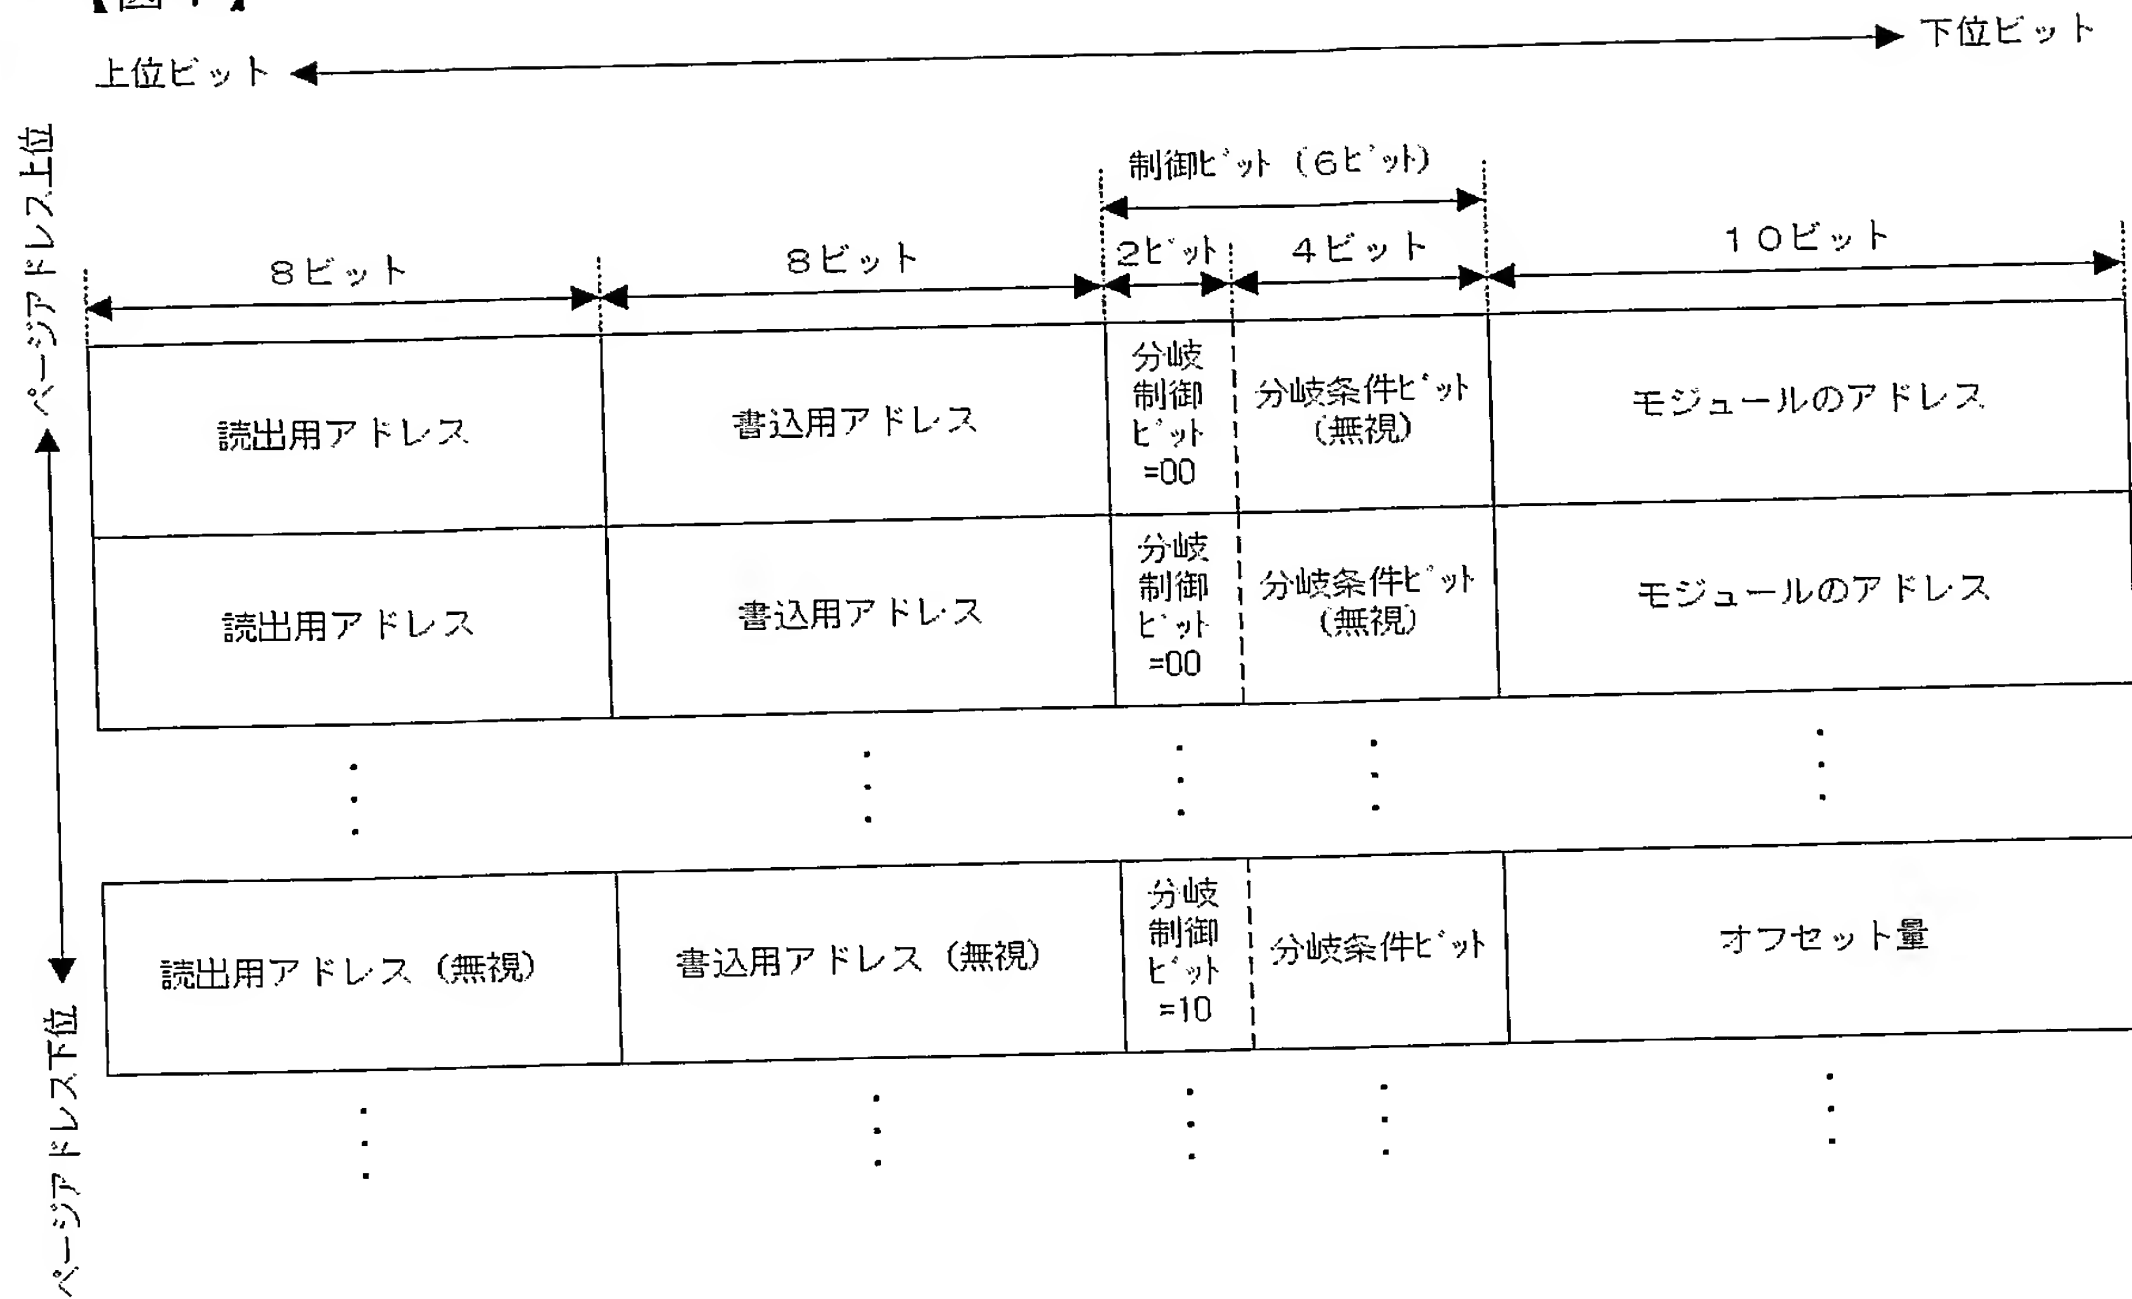 上位ビット
下位ビット
ページアドレス上位
ページアドレス下位
制御ビット（6ビット）
8ビット
8ビット
2ビット
4ビット
10ビット
読出用アドレス
書込用アドレス
分岐
制御
ビット
=00
分岐条件ビット
（無視）
モジュールのアドレス
読出用アドレス
書込用アドレス
分岐
制御
ビット
=00
分岐条件ビット
（無視）
モジュールのアドレス
読出用アドレス（無視）
書込用アドレス（無視）
分岐
制御
ビット
=10
分岐条件ビット
オフセット量